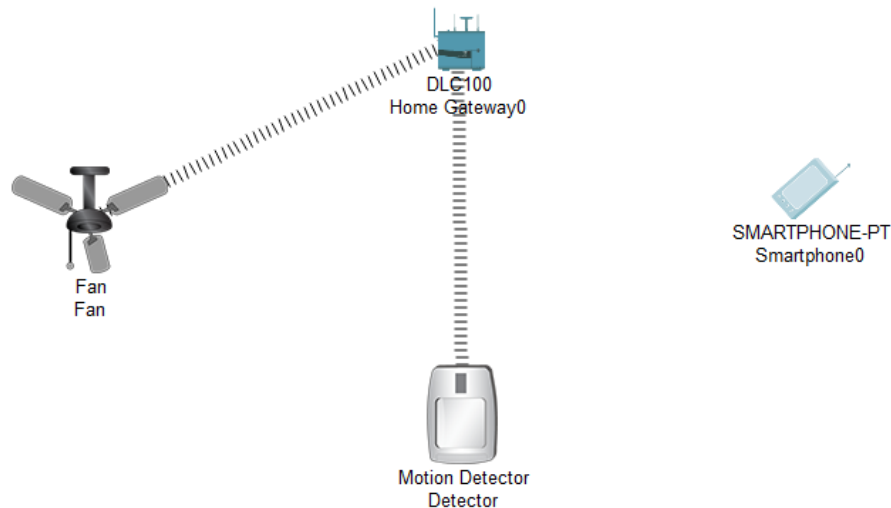 DLC100
Home Gateway0
SMARTPHONE-PT
Smartphone0
Fan
Fan
Motion Detector
Detector